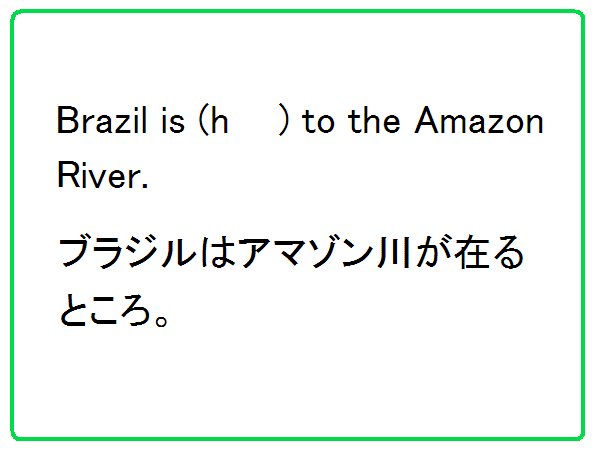 Brazil is (h    ) to the Amazon
River.
ブラジルはアマゾン川が在る
ところ。